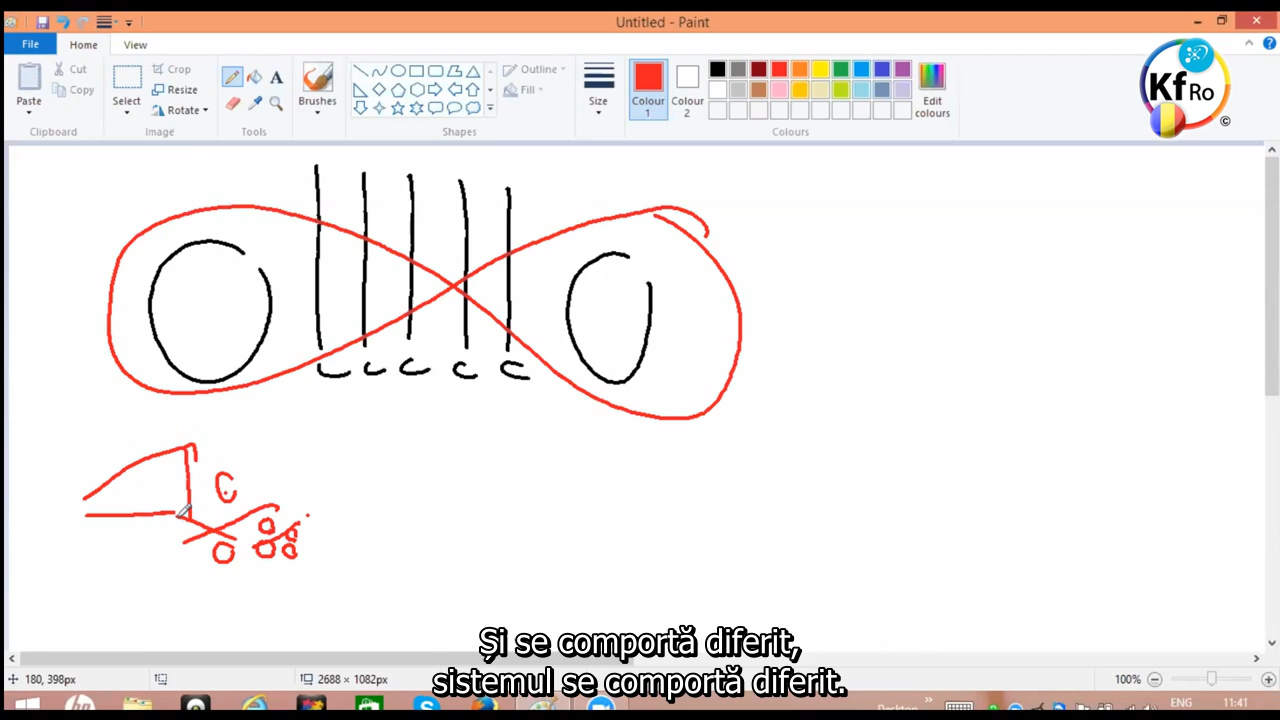 Untitled - Paint
File
Home
View
Paste
Cut
Copy
Clipboard
Select
Crop
Resize
Rotate
Image
A
Tools
Brushes
Outline
Fill
Shapes
Size
Colour
1
Colour
2
Edit
colours
Colours
Kf Ro
©
C C C C C
Și se comportă diferit,
sistemul se comportă diferit.
180, 398px
2688 × 1082px
100%
Desktop
ENG
11:41